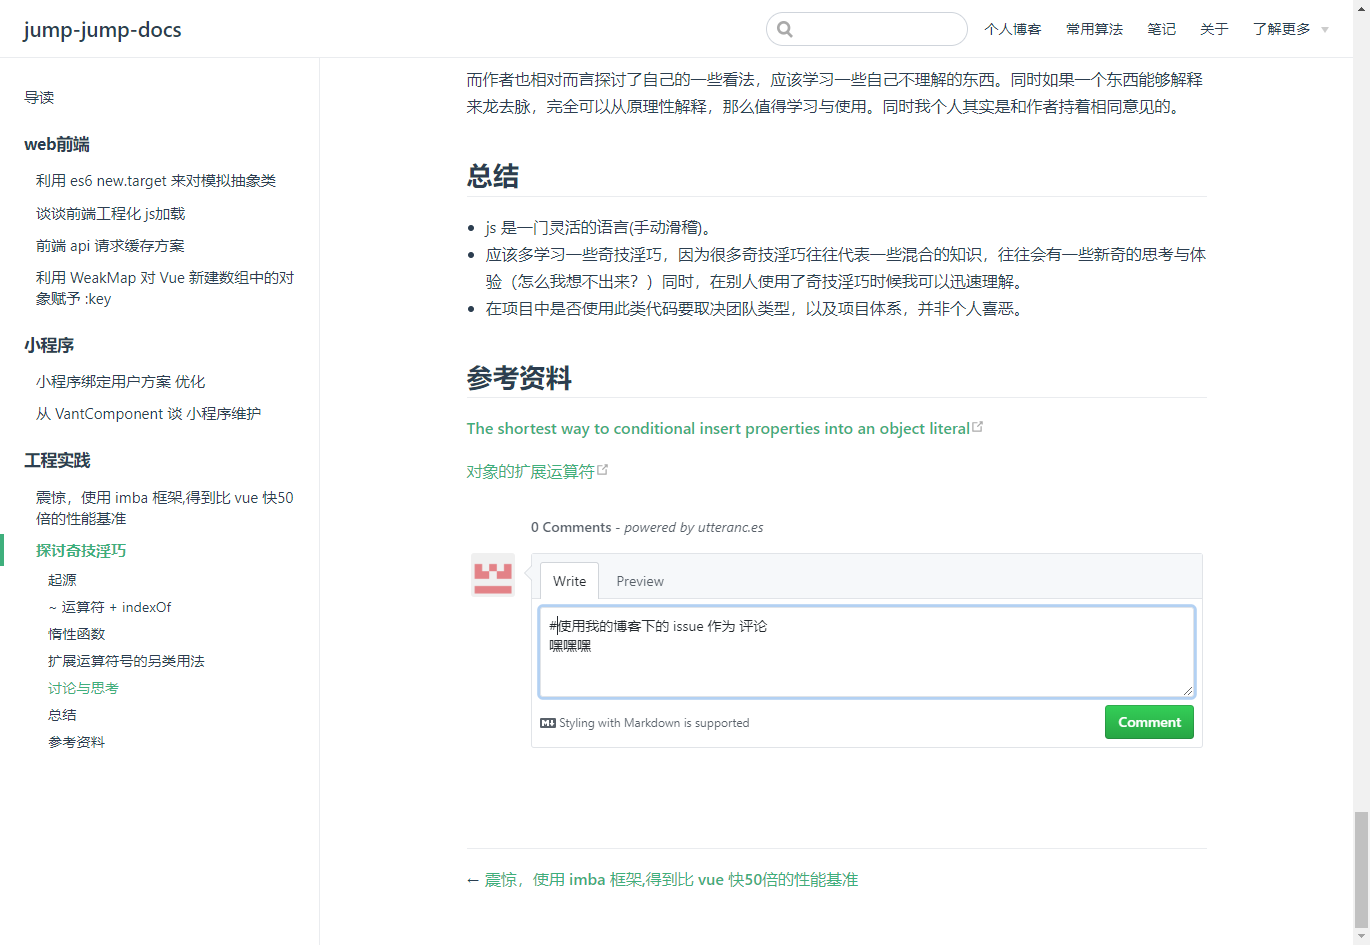 jump-jump-docs
个人博客 常用算法 笔记 关于 了解更多
导读
web前端
利用 es6 new.target 来对模拟抽象类
谈谈前端工程化 js加载
前端 api 请求缓存方案
利用 WeakMap 对 Vue 新建数组中的对
象赋予 :key
小程序
小程序绑定用户方案 优化
从 VantComponent 谈 小程序维护
工程实践
震惊，使用 imba 框架,得到比 vue 快50
倍的性能基准
探讨奇技淫巧
起源
~ 运算符 + indexOf
惰性函数
扩展运算符号的另类用法
讨论与思考
总结
参考资料
而作者也相对而言探讨了自己的一些看法，应该学习一些自己不理解的东西。同时如果一个东西能够解释
来龙去脉，完全可以从原理性解释，那么值得学习与使用。同时我个人其实是和作者持着相同意见的。
总结
• js 是一门灵活的语言(手动滑稽)。
• 应该多学习一些奇技淫巧，因为很多奇技淫巧往往代表一些混合的知识，往往会有一些新奇的思考与体
验（怎么我想不出来？）同时，在别人使用了奇技淫巧时候我可以迅速理解。
• 在项目中是否使用此类代码要取决团队类型，以及项目体系，并非个人喜恶。
参考资料
The shortest way to conditional insert properties into an object literal
对象的扩展运算符
0 Comments - powered by utteranc.es
Write Preview
#使用我的博客下的 issue 作为 评论
嘿嘿嘿
Styling with Markdown is supported
Comment
← 震惊，使用 imba 框架,得到比 vue 快50倍的性能基准